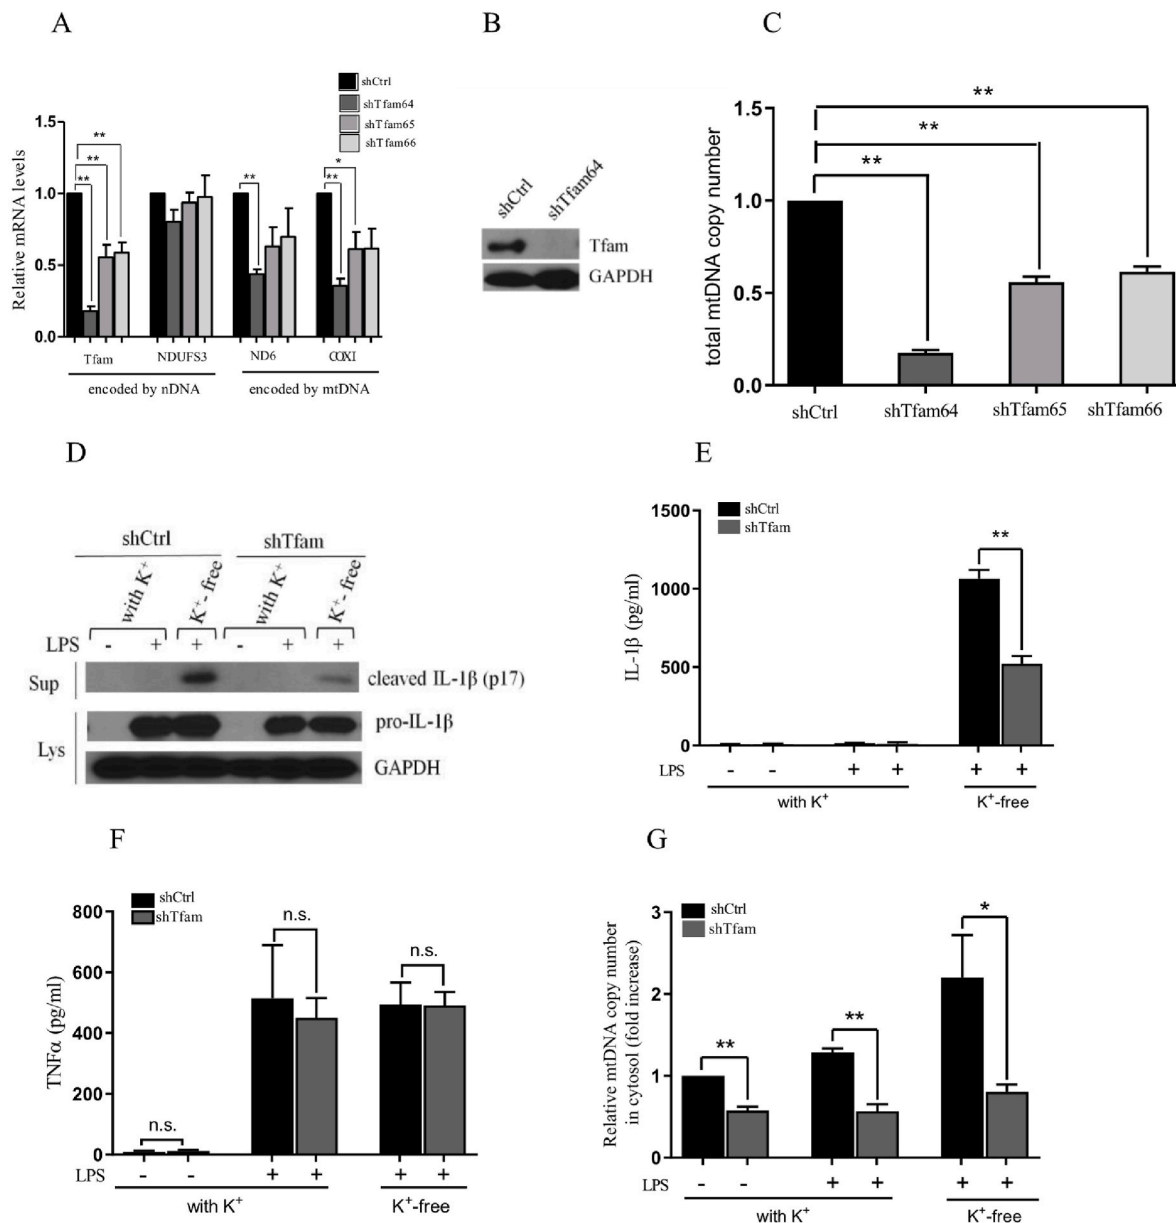 A
shCtrl
shTfam64
shTfam65
shTfam66
Relative mRNA levels
1.5
1.0
0.5
0.0
** ** ** ** ** *
Tfam NDUFS3 ND6 COXI
encoded by nDNA encoded by mtDNA
B
shCtrl shTfam64
Tfam
GAPDH
C
total mtDNA copy number
1.5
1.0
0.5
0.0
**
**
**
shCtrl shTfam64 shTfam65 shTfam66
D
shCtrl shTfam
with K+ K+-free with K+ K+-free
LPS - + + - + +
Sup cleaved IL-1β (p17)
Lys pro-IL-1β
GAPDH
E
shCtrl
shTfam
IL-1β (pg/ml)
1500
1000
500
0
**
LPS - - + + + +
with K+ K+-free
F
shCtrl
shTfam
TNFα (pg/ml)
800
600
400
200
0
n.s. n.s. n.s.
LPS - - + + + +
with K+ K+-free
G
shCtrl
shTfam
Relative mtDNA copy number
in cytosol (fold increase)
3
2
1
0
** ** *
LPS - - + + + +
with K+ K+-free